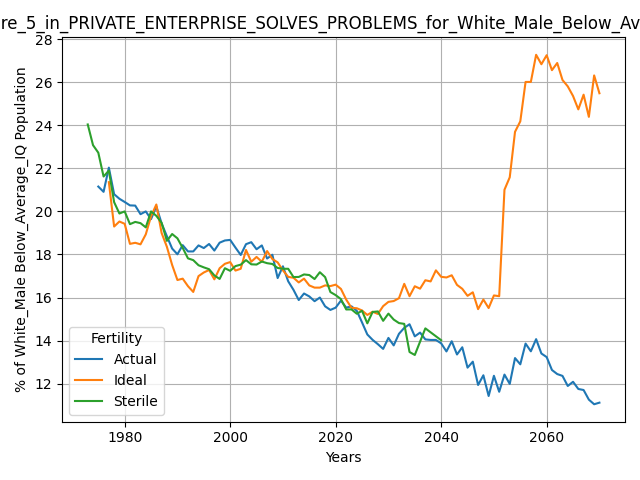 re_5_in_PRIVATE_ENTERPRISE_SOLVES_PROBLEMS_for_White_Male_Below_Av
% of White_Male Below_Average_IQ Population
28
26
24
22
20
18
16
14
12
Fertility
Actual
Ideal
Sterile
1980
2000
2020
2040
2060
Years